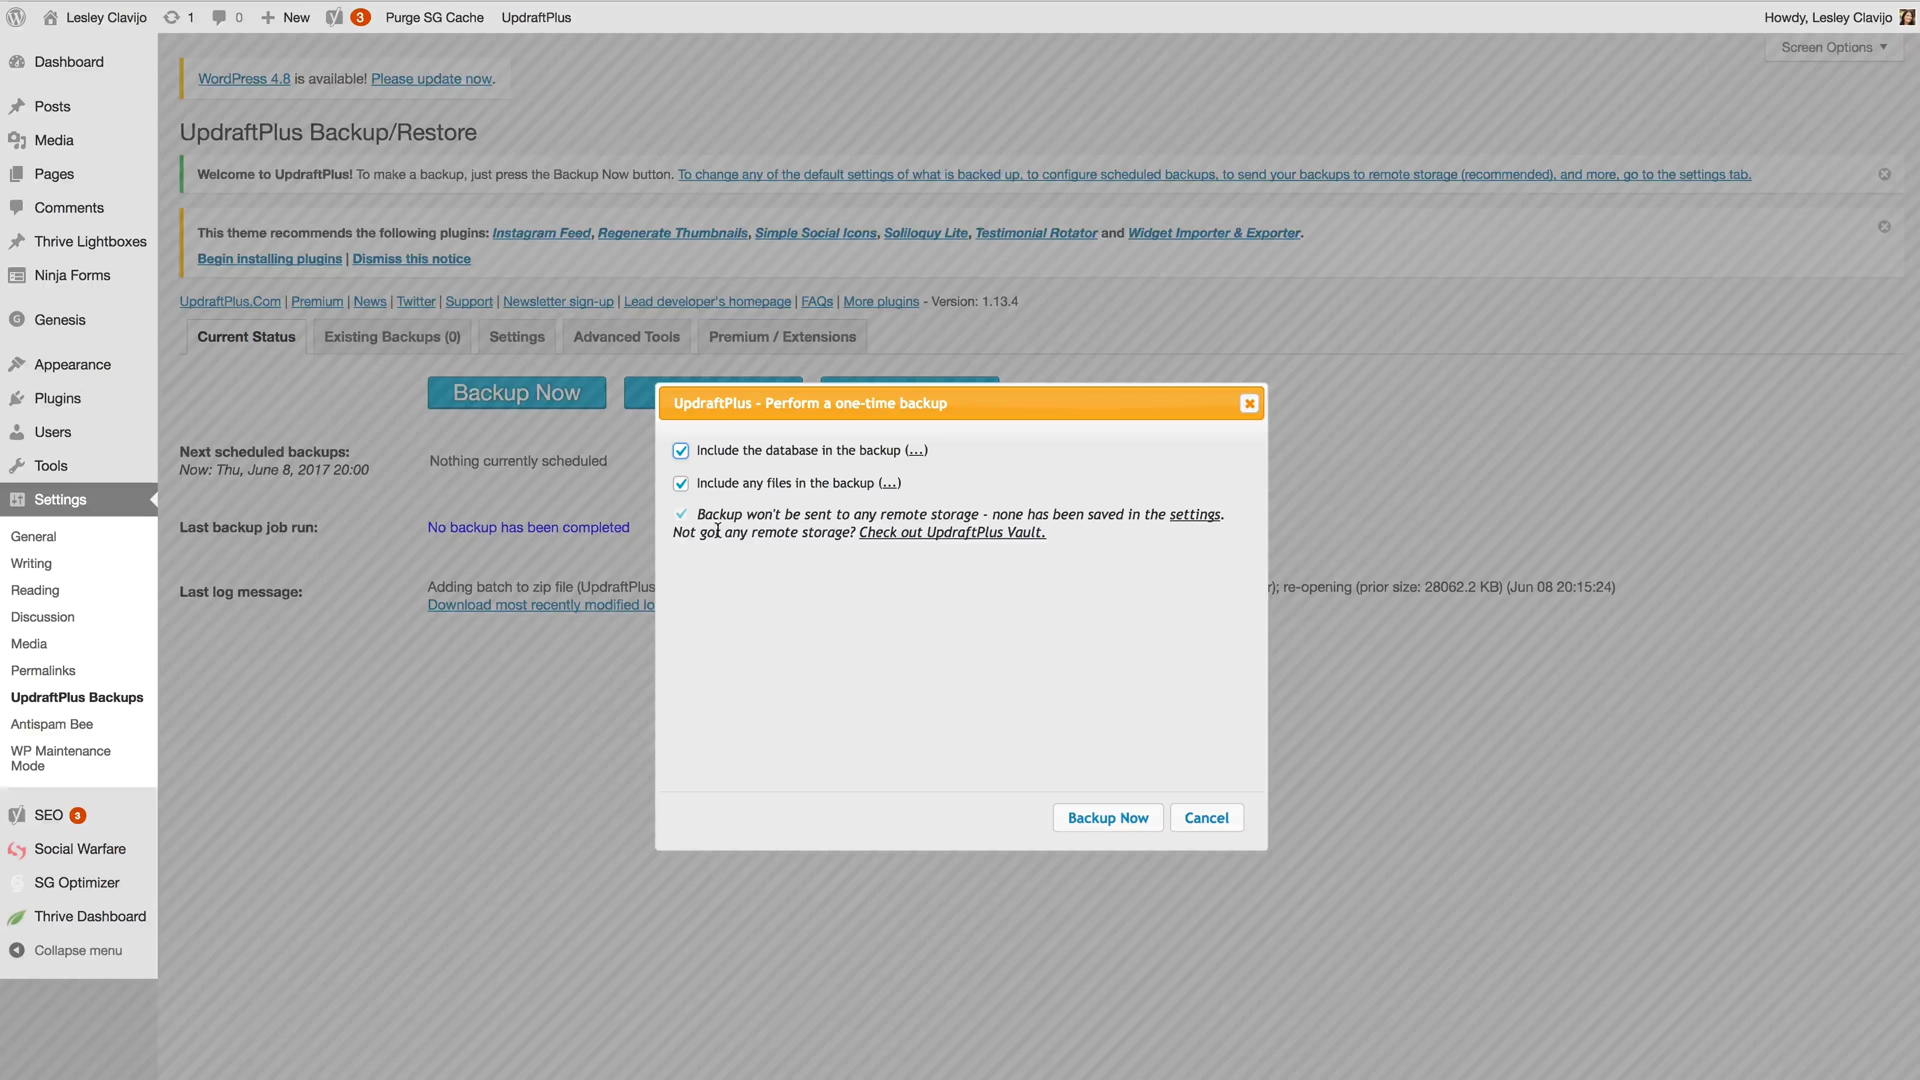 Lesley Clavijo 1 0 New 3 Purge SG Cache UpdraftPlus Howdy, Lesley Clavijo
Screen Options
Dashboard
Posts
Media
Pages
Comments
Thrive Lightboxes
Ninja Forms
Genesis
Appearance
Plugins
Users
Tools
Settings
General
Writing
Reading
Discussion
Media
Permalinks
UpdraftPlus Backups
Antispam Bee
WP Maintenance
Mode
SEO 3
Social Warfare
SG Optimizer
Thrive Dashboard
Collapse menu
WordPress 4.8 is available! Please update now.
UpdraftPlus Backup/Restore
Welcome to UpdraftPlus! To make a backup, just press the Backup Now button. To change any of the default settings of what is backed up, to configure scheduled backups, to send your backups to remote storage (recommended), and more, go to the settings tab.
This theme recommends the following plugins: Instagram Feed, Regenerate Thumbnails, Simple Social Icons, Soliloquy Lite, Testimonial Rotator and Widget Importer & Exporter.
Begin installing plugins | Dismiss this notice
UpdraftPlus.Com | Premium | News | Twitter | Support | Newsletter sign-up | Lead developer's homepage | FAQs | More plugins - Version: 1.13.4
Current Status Existing Backups (0) Settings Advanced Tools Premium / Extensions
Backup Now
Next scheduled backups:
Now: Thu, June 8, 2017 20:00
Nothing currently scheduled
Last backup job run:
No backup has been completed
Last log message:
Adding batch to zip file (UpdraftPlus r); re-opening (prior size: 28062.2 KB) (Jun 08 20:15:24)
Download most recently modified lo
UpdraftPlus - Perform a one-time backup
Include the database in the backup (...)
Include any files in the backup (...)
Backup won't be sent to any remote storage - none has been saved in the settings.
Not got any remote storage? Check out UpdraftPlus Vault.
Backup Now Cancel